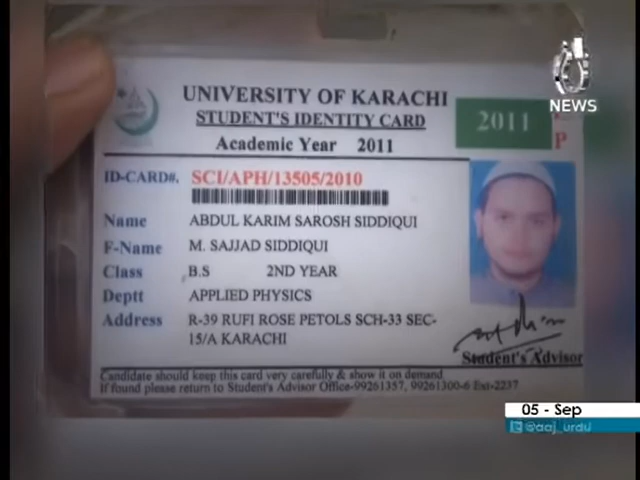 NEWS
UNIVERSITY OF KARACHI
STUDENT'S IDENTITY CARD
Academic Year 2011
2011
P
ID-CARD#. SCI/APH/13505/2010
Name ABDUL KARIM SAROSH SIDDIQUI
F-Name M. SAJJAD SIDDIQUI
Class B.S 2ND YEAR
Deptt APPLIED PHYSICS
Address R-39 RUFI ROSE PETOLS SCH-33 SEC-
15/A KARACHI
Student's Advisor
Candidate should keep this card very carefully & show it on demand
If found please return to Student's Advisor Office-99261357, 99261300-6 Exs-2237
05 - Sep
@aaj_urdu